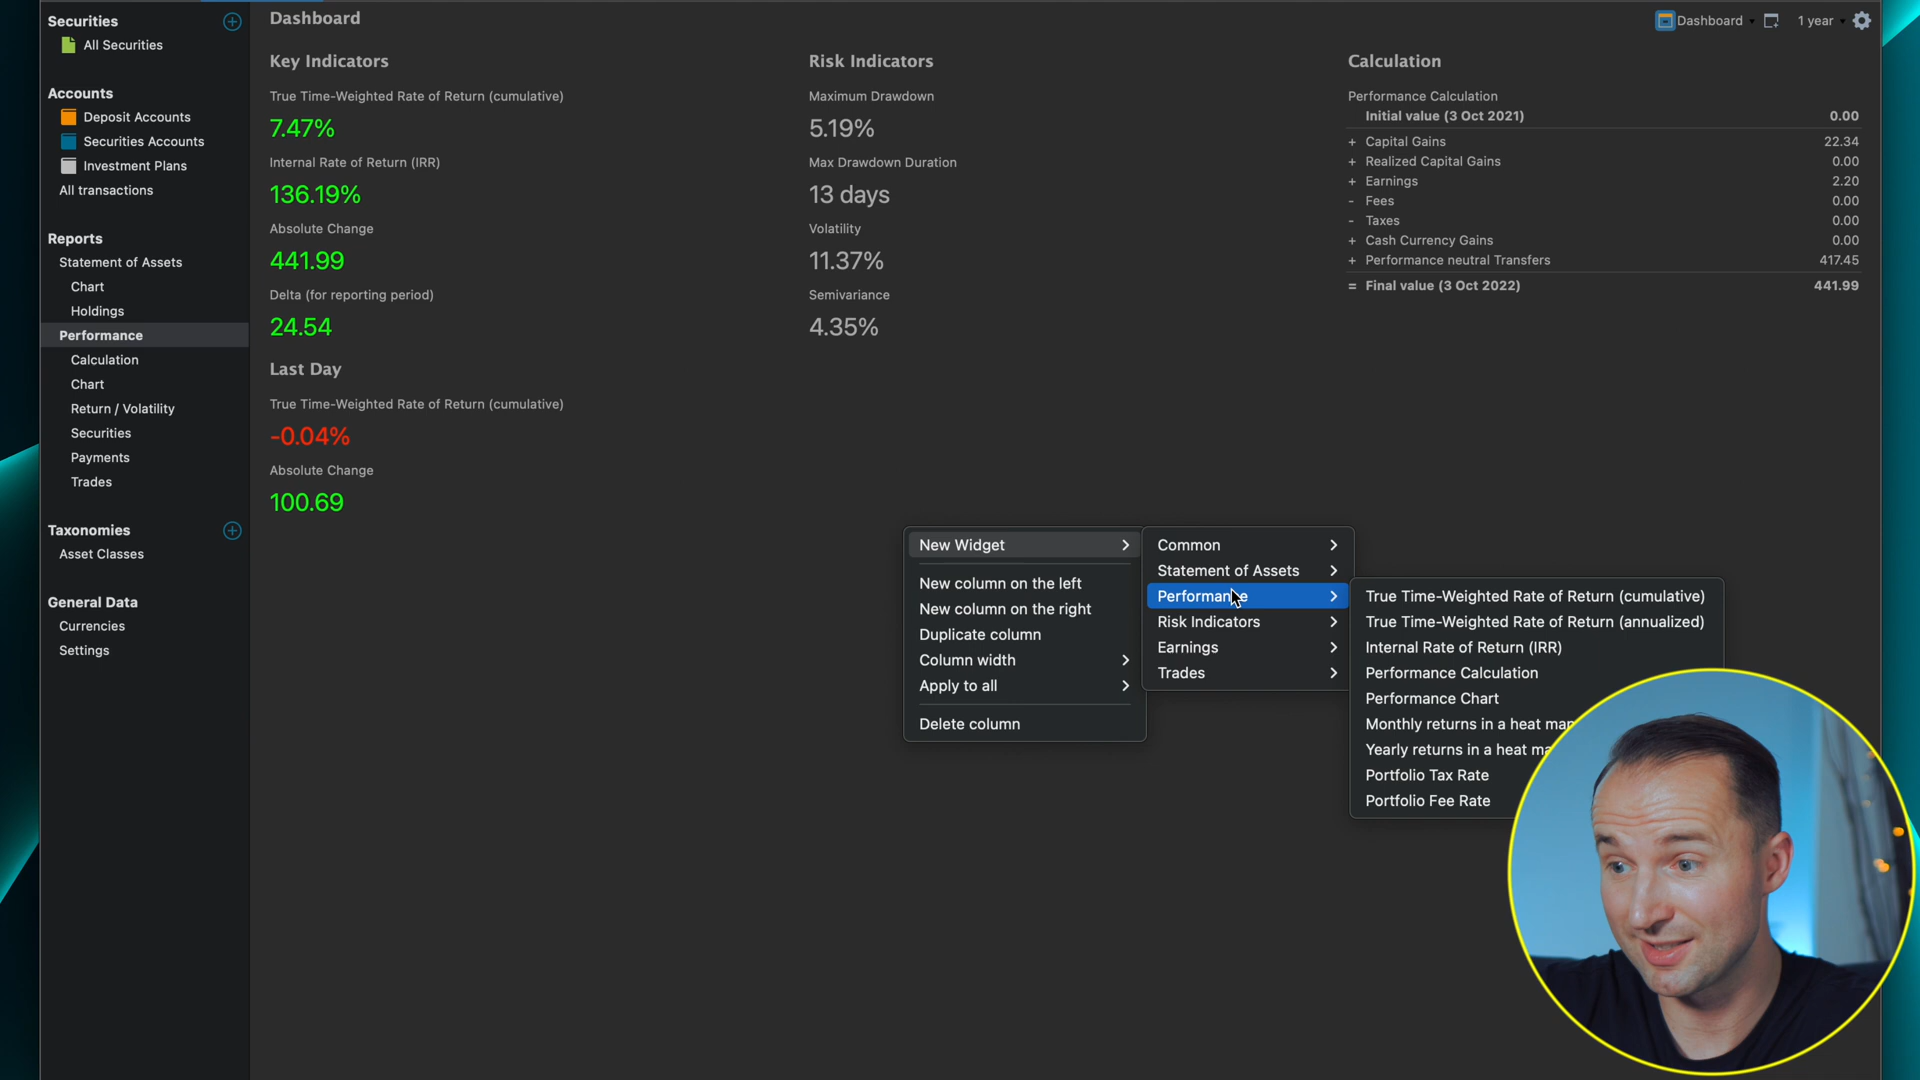 Securities
All Securities
Accounts
Deposit Accounts
Securities Accounts
Investment Plans
All transactions
Reports
Statement of Assets
Chart
Holdings
Performance
Calculation
Chart
Return / Volatility
Securities
Payments
Trades
Taxonomies
Asset Classes
General Data
Currencies
Settings
Dashboard
Dashboard
1 year
Key Indicators
True Time-Weighted Rate of Return (cumulative)
7.47%
Internal Rate of Return (IRR)
136.19%
Absolute Change
441.99
Delta (for reporting period)
24.54
Last Day
True Time-Weighted Rate of Return (cumulative)
-0.04%
Absolute Change
100.69
Risk Indicators
Maximum Drawdown
5.19%
Max Drawdown Duration
13 days
Volatility
11.37%
Semivariance
4.35%
Calculation
Performance Calculation
Initial value (3 Oct 2021) 0.00
+ Capital Gains 22.34
+ Realized Capital Gains 0.00
+ Earnings 2.20
- Fees 0.00
- Taxes 0.00
+ Cash Currency Gains 0.00
+ Performance neutral Transfers 417.45
= Final value (3 Oct 2022) 441.99
New Widget
New column on the left
New column on the right
Duplicate column
Column width
Apply to all
Delete column
Common
Statement of Assets
Performance
Risk Indicators
Earnings
Trades
True Time-Weighted Rate of Return (cumulative)
True Time-Weighted Rate of Return (annualized)
Internal Rate of Return (IRR)
Performance Calculation
Performance Chart
Monthly returns in a heat
Yearly returns in a heat
Portfolio Tax Rate
Portfolio Fee Rate